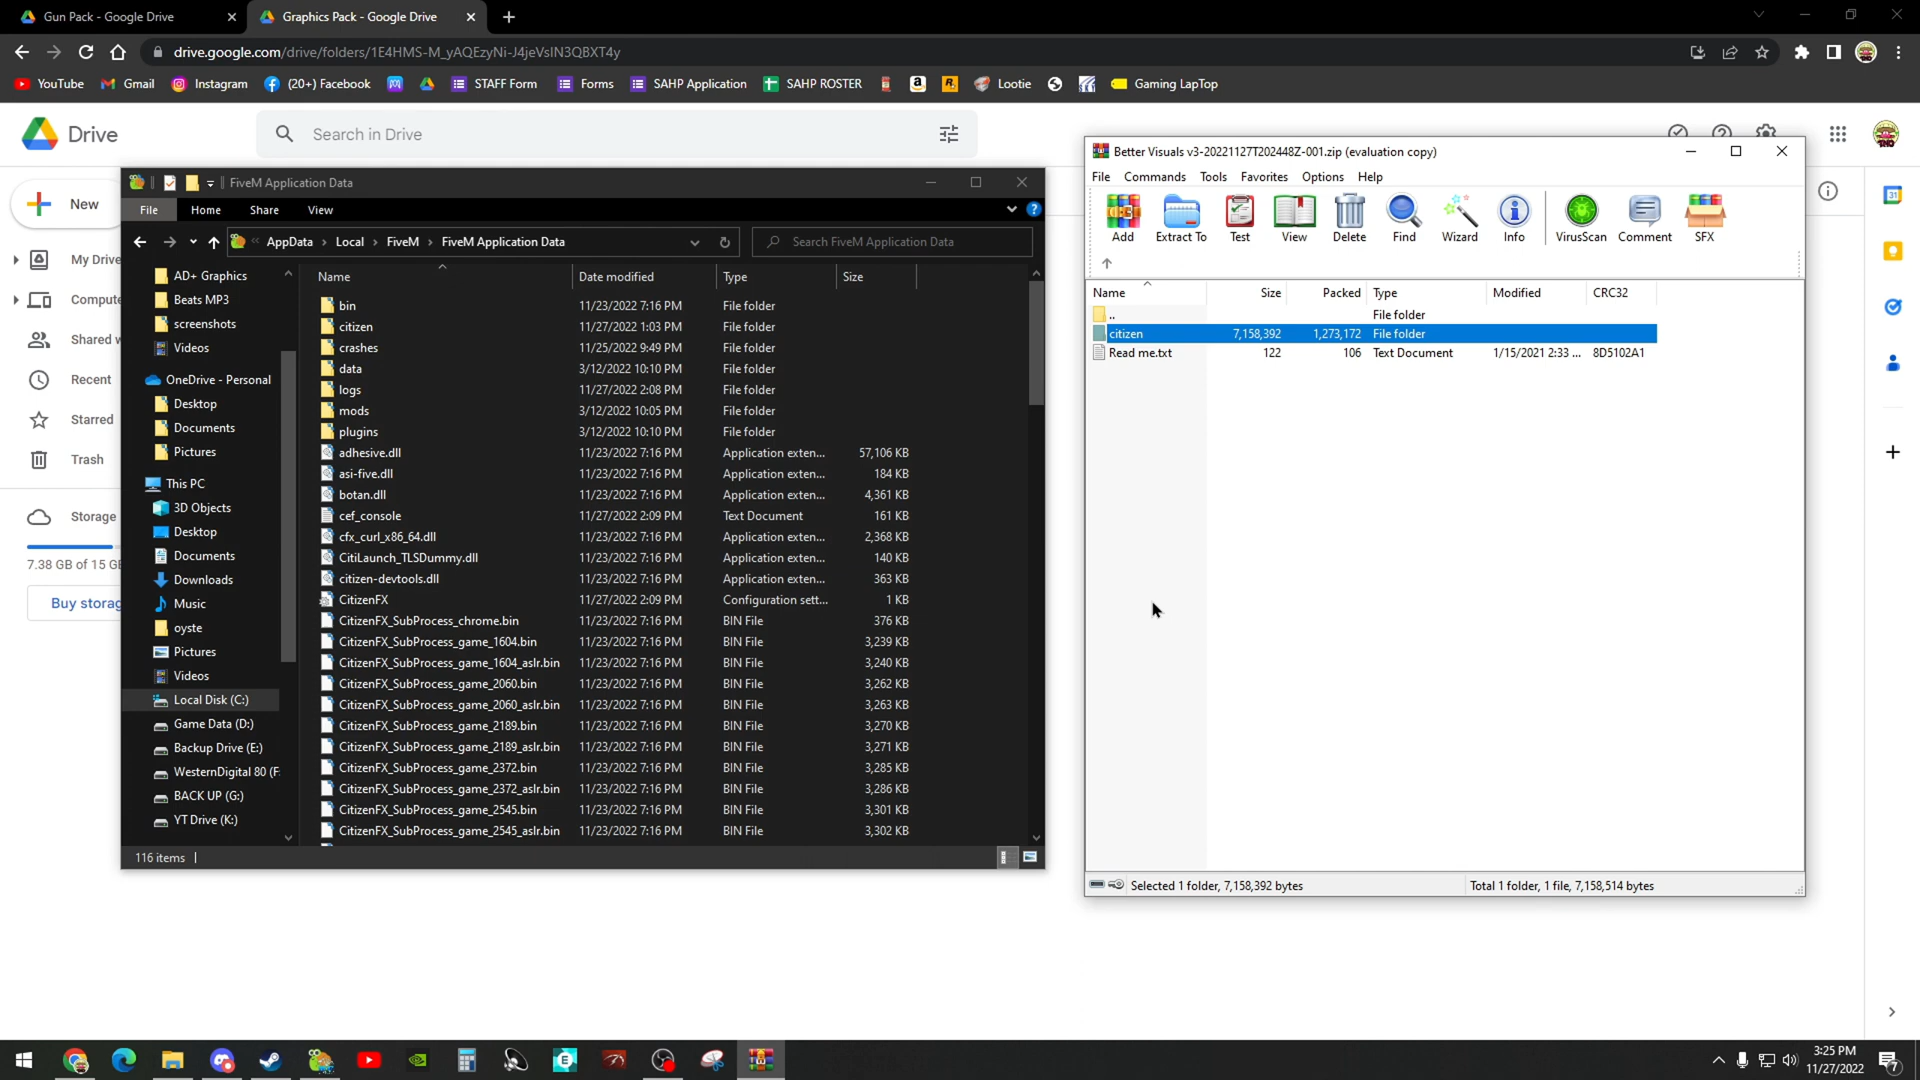 Gun Pack - Google Drive
Graphics Pack - Google Drive
drive.google.com/drive/folders/1E4HMS-M_yAQEzyNi-J4jeVsIN3QBXT4y
YouTube
Gmail
Instagram
(20+) Facebook
STAFF Form
Forms
SAHP Application
SAHP ROSTER
Lootie
Gaming LapTop
Drive
Search in Drive
New
My Drive
Compute
Shared w
Recent
Starred
Trash
Storage
7.38 GB of 15 GB
Buy storag
FiveM Application Data
File
Home
Share
View
AppData
Local
FiveM
FiveM Application Data
Search FiveM Application Data
AD+ Graphics
Beats MP3
screenshots
Videos
OneDrive - Personal
Desktop
Documents
Pictures
This PC
3D Objects
Desktop
Documents
Downloads
Music
oyste
Pictures
Videos
Local Disk (C:)
Game Data (D:)
Backup Drive (E:)
WesternDigital 80 (F:
BACK UP (G:)
YT Drive (K:)
Name Date modified Type Size
bin 11/23/2022 7:16 PM File folder
citizen 11/27/2022 1:03 PM File folder
crashes 11/25/2022 9:49 PM File folder
data 3/12/2022 10:10 PM File folder
logs 11/27/2022 2:08 PM File folder
mods 3/12/2022 10:05 PM File folder
plugins 3/12/2022 10:10 PM File folder
adhesive.dll 11/23/2022 7:16 PM Application exten... 57,106 KB
asi-five.dll 11/23/2022 7:16 PM Application exten... 184 KB
botan.dll 11/23/2022 7:16 PM Application exten... 4,361 KB
cef_console 11/27/2022 2:09 PM Text Document 161 KB
cfx_curl_x86_64.dll 11/23/2022 7:16 PM Application exten... 2,368 KB
CitiLaunch_TLSDummy.dll 11/23/2022 7:16 PM Application exten... 140 KB
citizen-devtools.dll 11/23/2022 7:16 PM Application exten... 363 KB
CitizenFX 11/27/2022 2:09 PM Configuration sett... 1 KB
CitizenFX_SubProcess_chrome.bin 11/23/2022 7:16 PM BIN File 376 KB
CitizenFX_SubProcess_game_1604.bin 11/23/2022 7:16 PM BIN File 3,239 KB
CitizenFX_SubProcess_game_1604_aslr.bin 11/23/2022 7:16 PM BIN File 3,240 KB
CitizenFX_SubProcess_game_2060.bin 11/23/2022 7:16 PM BIN File 3,262 KB
CitizenFX_SubProcess_game_2060_aslr.bin 11/23/2022 7:16 PM BIN File 3,263 KB
CitizenFX_SubProcess_game_2189.bin 11/23/2022 7:16 PM BIN File 3,270 KB
CitizenFX_SubProcess_game_2189_aslr.bin 11/23/2022 7:16 PM BIN File 3,271 KB
CitizenFX_SubProcess_game_2372.bin 11/23/2022 7:16 PM BIN File 3,285 KB
CitizenFX_SubProcess_game_2372_aslr.bin 11/23/2022 7:16 PM BIN File 3,286 KB
CitizenFX_SubProcess_game_2545.bin 11/23/2022 7:16 PM BIN File 3,301 KB
CitizenFX_SubProcess_game_2545_aslr.bin 11/23/2022 7:16 PM BIN File 3,302 KB
116 items
Better Visuals v3-20221127T202448Z-001.zip (evaluation copy)
File Commands Tools Favorites Options Help
Add Extract To Test View Delete Find Wizard Info VirusScan Comment SFX
Name Size Packed Type Modified CRC32
.. File folder
citizen 7,158,392 1,273,172 File folder
Read me.txt 122 106 Text Document 1/15/2021 2:33 ... 8D5102A1
Selected 1 folder, 7,158,392 bytes
Total 1 folder, 1 file, 7,158,514 bytes
31
3:25 PM
11/27/2022
7